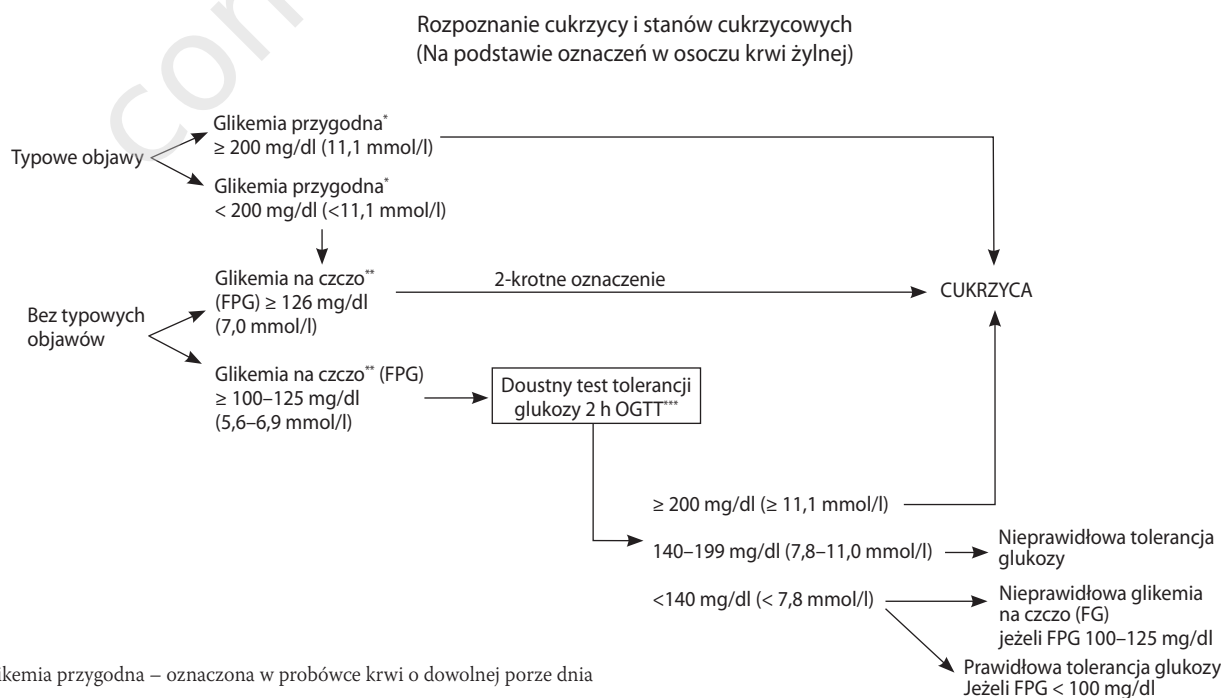 Rozpoznanie cukrzycy i stanów cukrzycowych
(Na podstawie oznaczeń w osoczu krwi żylnej)
Typowe objawy
Glikemia przygodna*
≥ 200 mg/dl (11,1 mmol/l)
Glikemia przygodna*
< 200 mg/dl (<11,1 mmol/l)
Bez typowych
objawów
Glikemia na czczo**
(FPG) ≥ 126 mg/dl
(7,0 mmol/l)
2-krotne oznaczenie
CUKRZYCA
Glikemia na czczo** (FPG)
≥ 100–125 mg/dl
(5,6–6,9 mmol/l)
Doustny test tolerancji
glukozy 2 h OGTT***
≥ 200 mg/dl (≥ 11,1 mmol/l)
140–199 mg/dl (7,8–11,0 mmol/l)
Nieprawidłowa tolerancja
glukozy
<140 mg/dl (< 7,8 mmol/l)
Nieprawidłowa glikemia
na czczo (FG)
jeżeli FPG 100–125 mg/dl
Prawidłowa tolerancja glukozy
Jeżeli FPG < 100 mg/dl
przygodna – oznaczona w probówce krwi o dowolnej porze dnia